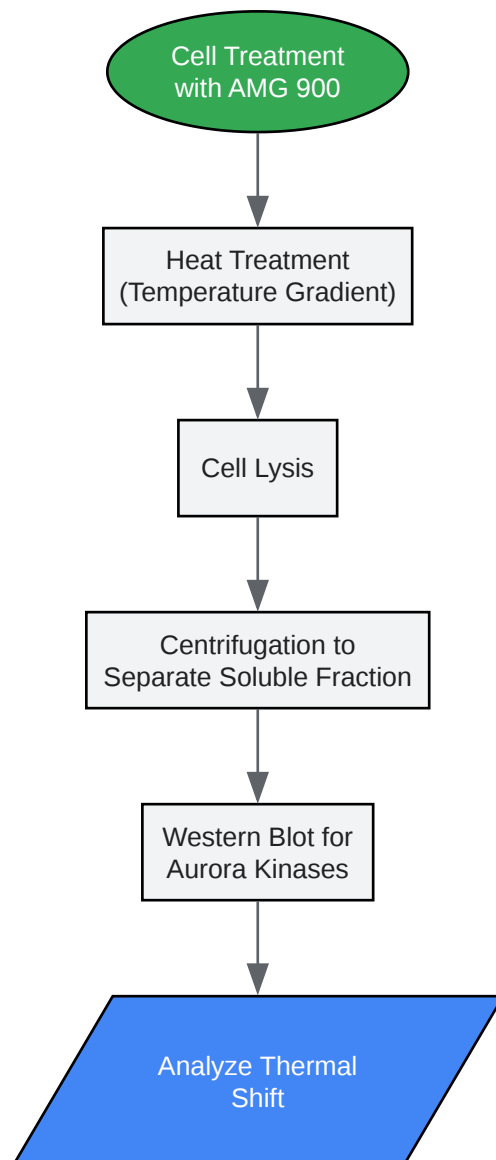 Cell Treatment
with AMG 900
Heat Treatment
(Temperature Gradient)
Cell Lysis
Centrifugation to
Separate Soluble Fraction
Western Blot for
Aurora Kinases
Analyze Thermal
Shift